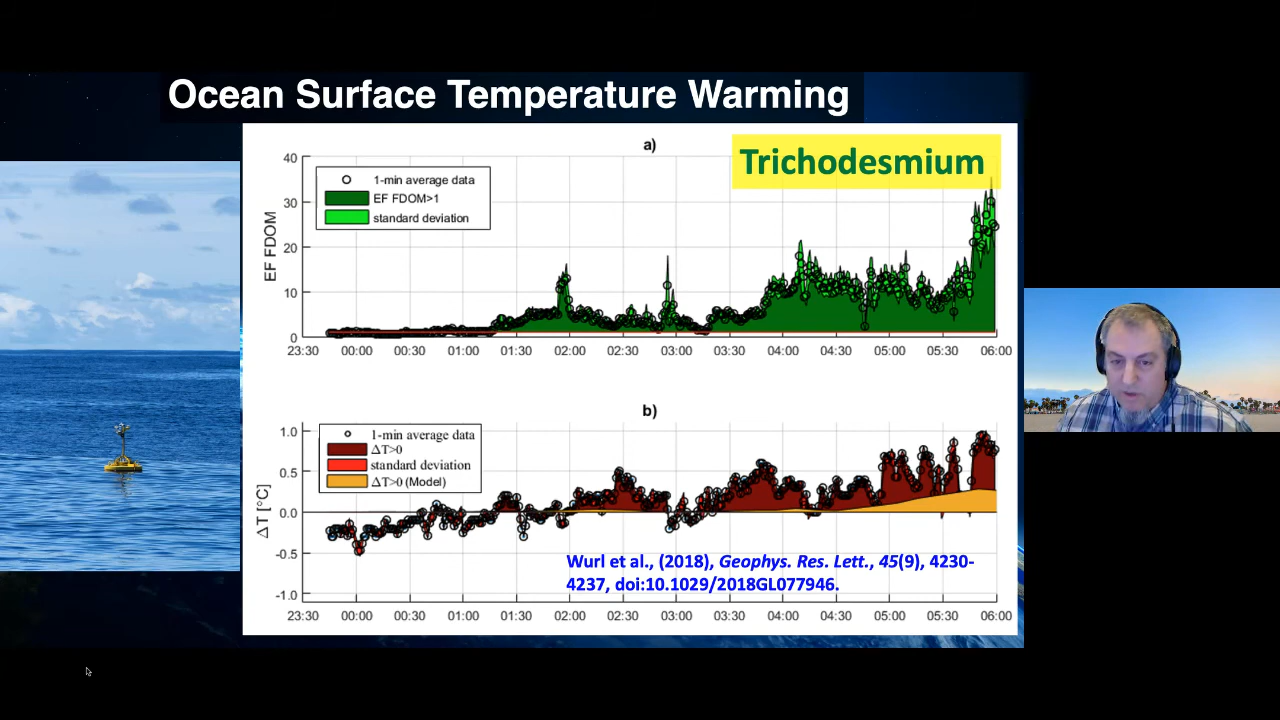 Ocean Surface Temperature Warming
a)
Trichodesmium
1-min average data
EF FDOM>1
standard deviation
EF FDOM
40
30
20
10
0
23:30 00:00 00:30 01:00 01:30 02:00 02:30 03:00 03:30 04:00 04:30 05:00 05:30 06:00
b)
1-min average data
ΔT>0
standard deviation
ΔT>0 (Model)
ΔT [°C]
1.0
0.5
0.0
-0.5
-1.0
Wurl et al., (2018), Geophys. Res. Lett., 45(9), 4230-
4237, doi:10.1029/2018GL077946.
23:30 00:00 00:30 01:00 01:30 02:00 02:30 03:00 03:30 04:00 04:30 05:00 05:30 06:00